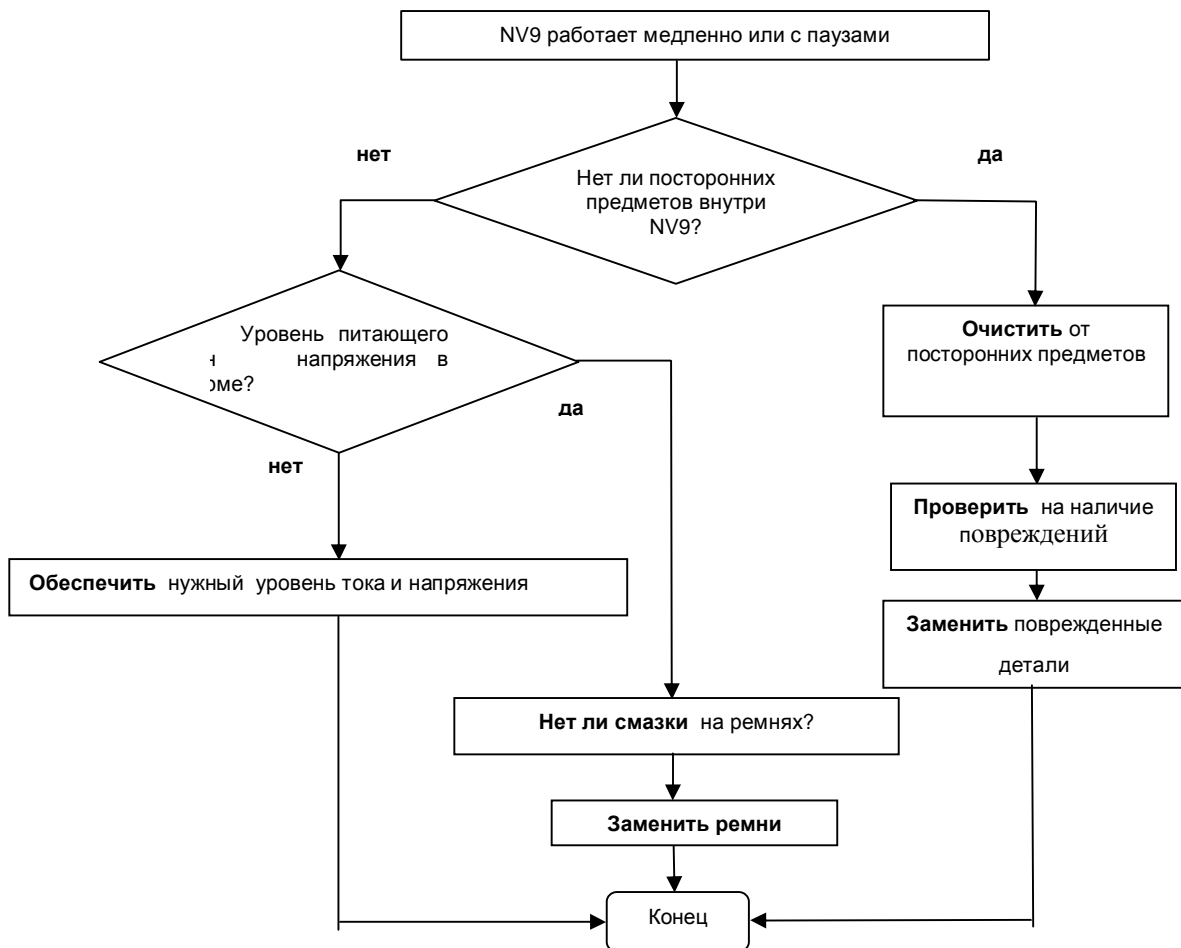 NV9 работает медленно или с паузами
нет
да
Нет ли посторонних
предметов внутри
NV9?
Уровень питающего
н напряжения в
оме?
Очистить от
посторонних предметов
да
нет
Проверить на наличие
повреждений
Обеспечить нужный уровень тока и напряжения
Заменить поврежденные
детали
Нет ли смазки на ремнях?
Заменить ремни
Конец